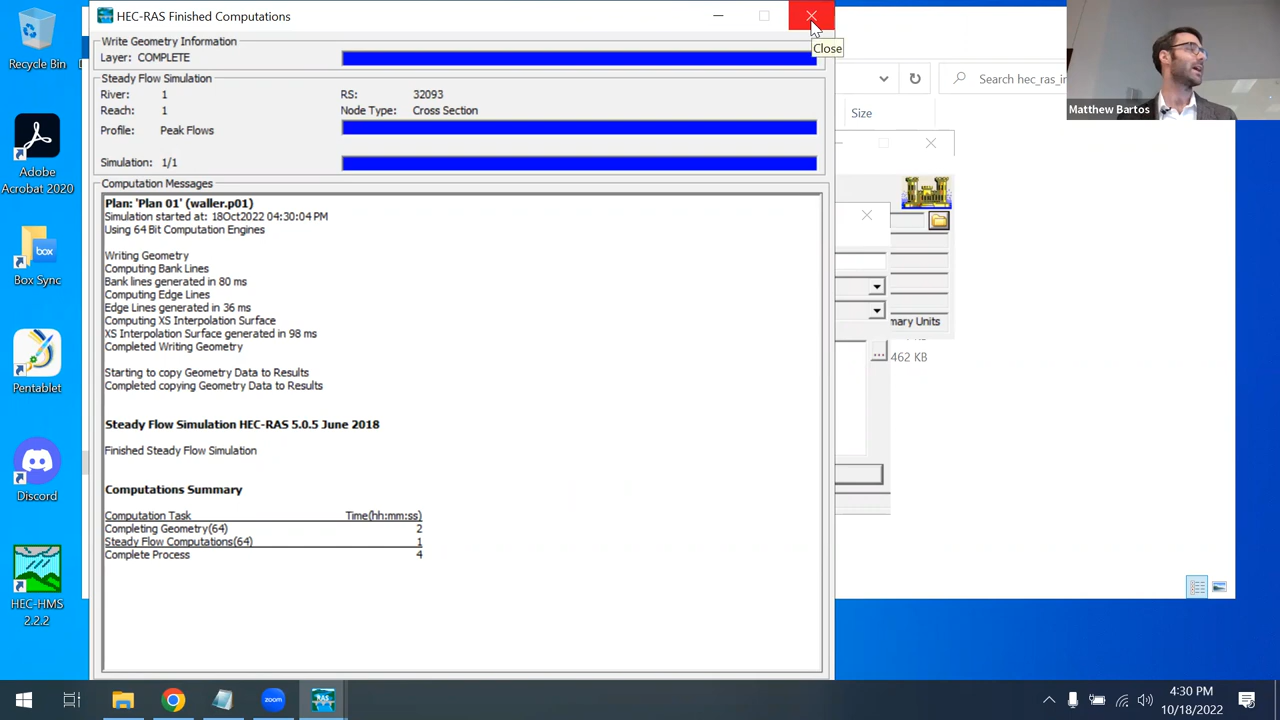 Recycle Bin
Adobe
Acrobat 2020
Box Sync
Pentablet
Discord
HEC-HMS
2.2.2
HEC-RAS Finished Computations
Close
Write Geometry Information
Layer: COMPLETE
Steady Flow Simulation
River: 1 RS: 32093
Reach: 1 Node Type: Cross Section
Profile: Peak Flows
Simulation: 1/1
Computation Messages
Plan: 'Plan 01' (waller.p01)
Simulation started at: 18Oct2022 04:30:04 PM
Using 64 Bit Computation Engines
Writing Geometry
Computing Bank Lines
Bank lines generated in 80 ms
Computing Edge Lines
Edge Lines generated in 36 ms
Computing XS Interpolation Surface
XS Interpolation Surface generated in 98 ms
Completed Writing Geometry
Starting to copy Geometry Data to Results
Completed copying Geometry Data to Results
Steady Flow Simulation HEC-RAS 5.0.5 June 2018
Finished Steady Flow Simulation
Computations Summary
Computation Task Time(hh:mm:ss)
Completing Geometry(64) 2
Steady Flow Computations(64) 1
Complete Process 4
Search hec_ras_in
Size
mary Units
462 KB
Matthew Bartos
box
RAS
zoom
4:30 PM
10/18/2022